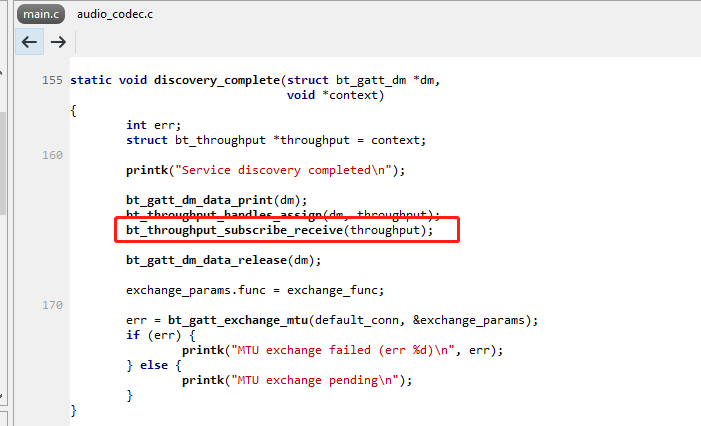 main.c audio_codec.c
155 static void discovery_complete(struct bt_gatt_dm *dm,
void *context)
{
int err;
struct bt_throughput *throughput = context;
160
printk("Service discovery completed\n");
bt_gatt_dm_data_print(dm);
bt_throughput_handles_assign(dm, throughput);
bt_throughput_subscribe_receive(throughput);
bt_gatt_dm_data_release(dm);
exchange_params.func = exchange_func;
170
err = bt_gatt_exchange_mtu(default_conn, &exchange_params);
if (err) {
printk("MTU exchange failed (err %d)\n", err);
} else {
printk("MTU exchange pending\n");
}
}